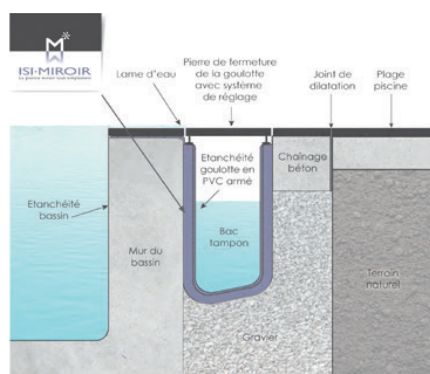 M*
ISI-MIROIR
Lame d'eau
Pierre de fermeture
de la goulotte
avec système
de réglage
Joint de
dilatation
Plage
piscine
Etanchéité
bassin
Etanchéité
goulotte en
PVC armé
Chaînage
béton
Mur du
bassin
Bac
tampon
Terrain
naturel
Gravier